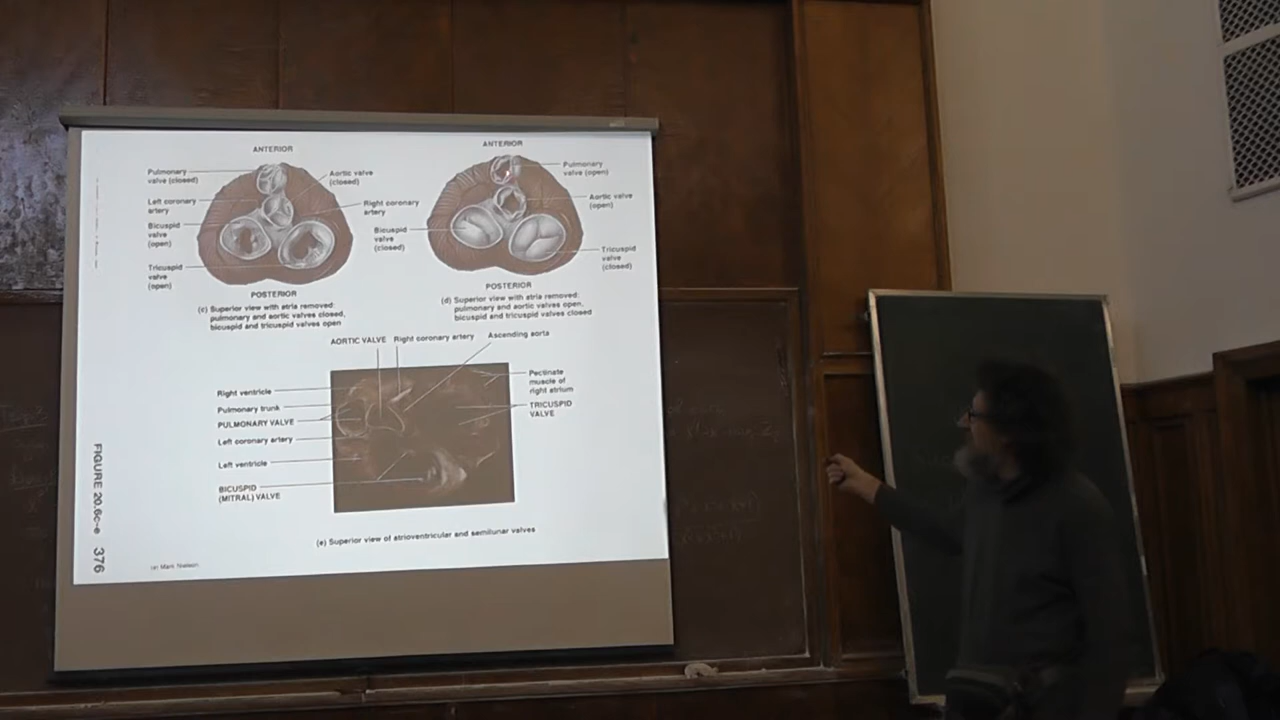 ANTERIOR
Pulmonary
valve (closed)
Aortic valve
(closed)
Left coronary
artery
Right coronary
artery
Bicuspid
valve
(open)
Tricuspid
valve
(open)
POSTERIOR
(c) Superior view with atria removed:
pulmonary and aortic valves closed,
bicuspid and tricuspid valves open
ANTERIOR
Pulmonary
valve (open)
Aortic valve
(open)
Bicuspid
valve
(closed)
Tricuspid
valve
(closed)
POSTERIOR
(d) Superior view with atria removed:
pulmonary and aortic valves open,
bicuspid and tricuspid valves closed
AORTIC VALVE
Right coronary artery
Ascending aorta
Right ventricle
Pulmonary trunk
PULMONARY VALVE
Left coronary artery
Left ventricle
BICUSPID
(MITRAL) VALVE
Pectinate
muscle of
right atrium
TRICUSPID
VALVE
(e) Superior view of atrioventricular and semilunar valves
FIGURE 20.6c-e 376
(e) Mark Nielsen